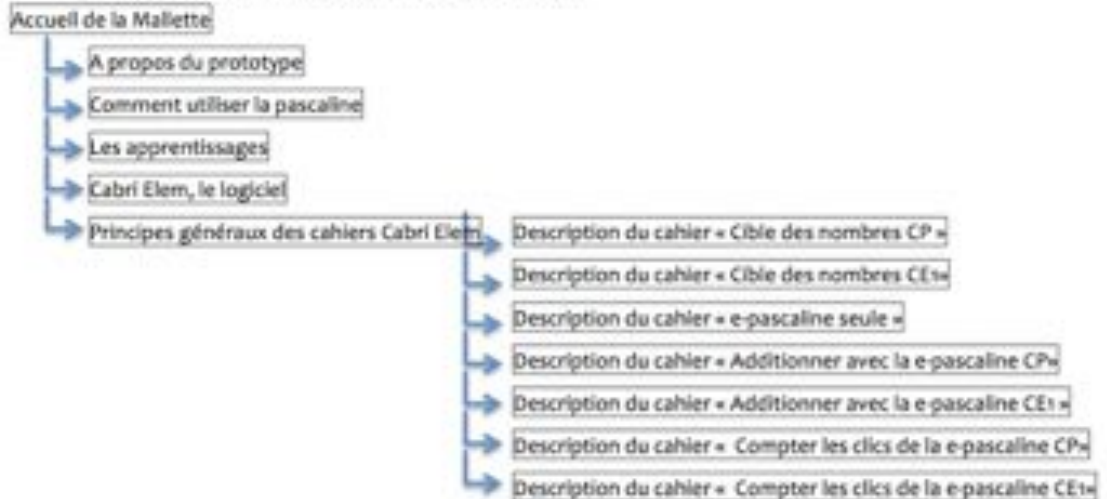 Accueil de la Mallette
A propos du prototype
Comment utiliser la pascaline
Les apprentissages
Cabri Elem, le logiciel
Principes généraux des cahiers Cabri Elem
Description du cahier « Cible des nombres CP »
Description du cahier « Cible des nombres CE1«
Description du cahier « e-pascaline seule »
Description du cahier « Additionner avec la e-pascaline CP»
Description du cahier « Additionner avec la e-pascaline CE1 »
Description du cahier «  Compter les clics de la e-pascaline CP»
Description du cahier «  Compter les clics de la e-pascaline CE1»